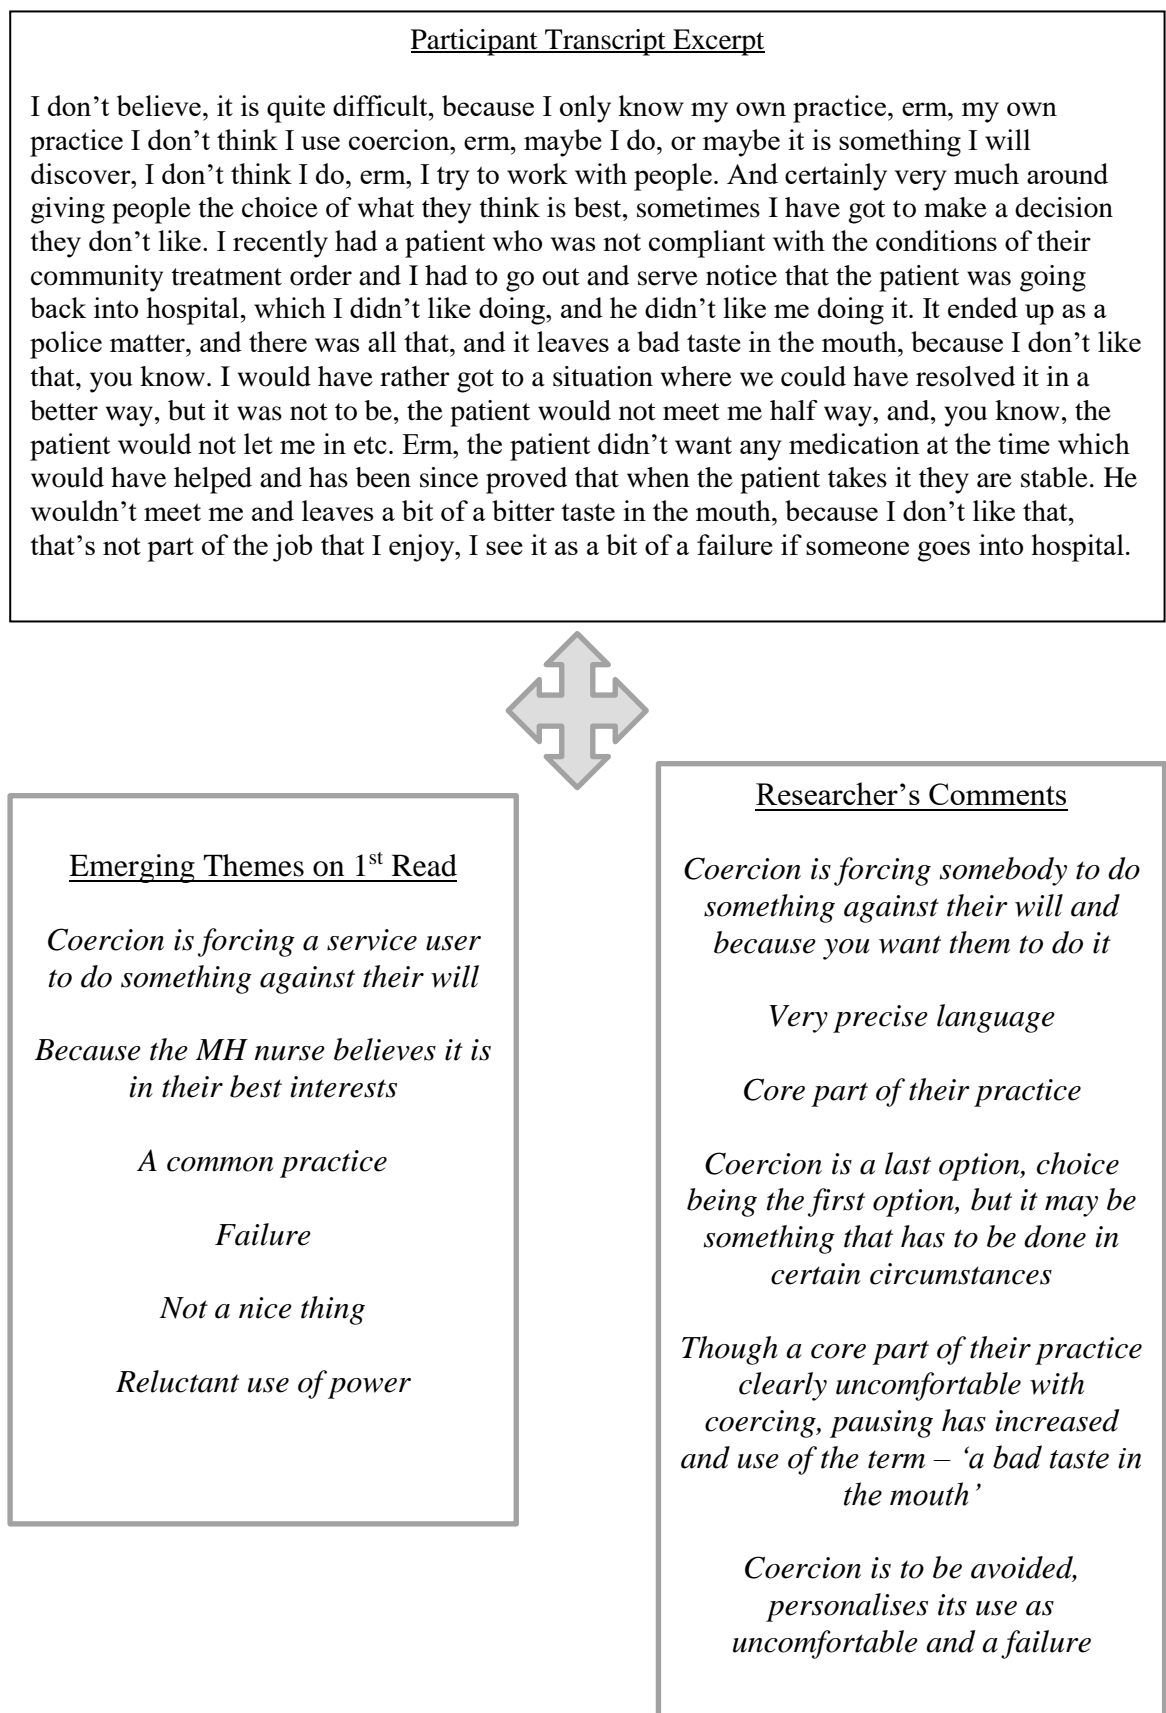 Participant Transcript Excerpt
I don’t believe, it is quite difficult, because I only know my own practice, erm, my own
practice I don’t think I use coercion, erm, maybe I do, or maybe it is something I will
discover, I don’t think I do, erm, I try to work with people. And certainly very much around
giving people the choice of what they think is best, sometimes I have got to make a decision
they don’t like. I recently had a patient who was not compliant with the conditions of their
community treatment order and I had to go out and serve notice that the patient was going
back into hospital, which I didn’t like doing, and he didn’t like me doing it. It ended up as a
police matter, and there was all that, and it leaves a bad taste in the mouth, because I don’t like
that, you know. I would have rather got to a situation where we could have resolved it in a
better way, but it was not to be, the patient would not meet me half way, and, you know, the
patient would not let me in etc. Erm, the patient didn’t want any medication at the time which
would have helped and has been since proved that when the patient takes it they are stable. He
wouldn’t meet me and leaves a bit of a bitter taste in the mouth, because I don’t like that,
that’s not part of the job that I enjoy, I see it as a bit of a failure if someone goes into hospital.
Emerging Themes on 1st Read
Coercion is forcing a service user
to do something against their will
Because the MH nurse believes it is
in their best interests
A common practice
Failure
Not a nice thing
Reluctant use of power
Researcher’s Comments
Coercion is forcing somebody to do
something against their will and
because you want them to do it
Very precise language
Core part of their practice
Coercion is a last option, choice
being the first option, but it may be
something that has to be done in
certain circumstances
Though a core part of their practice
clearly uncomfortable with
coercing, pausing has increased
and use of the term – ‘a bad taste in
the mouth’
Coercion is to be avoided,
personalises its use as
uncomfortable and a failure